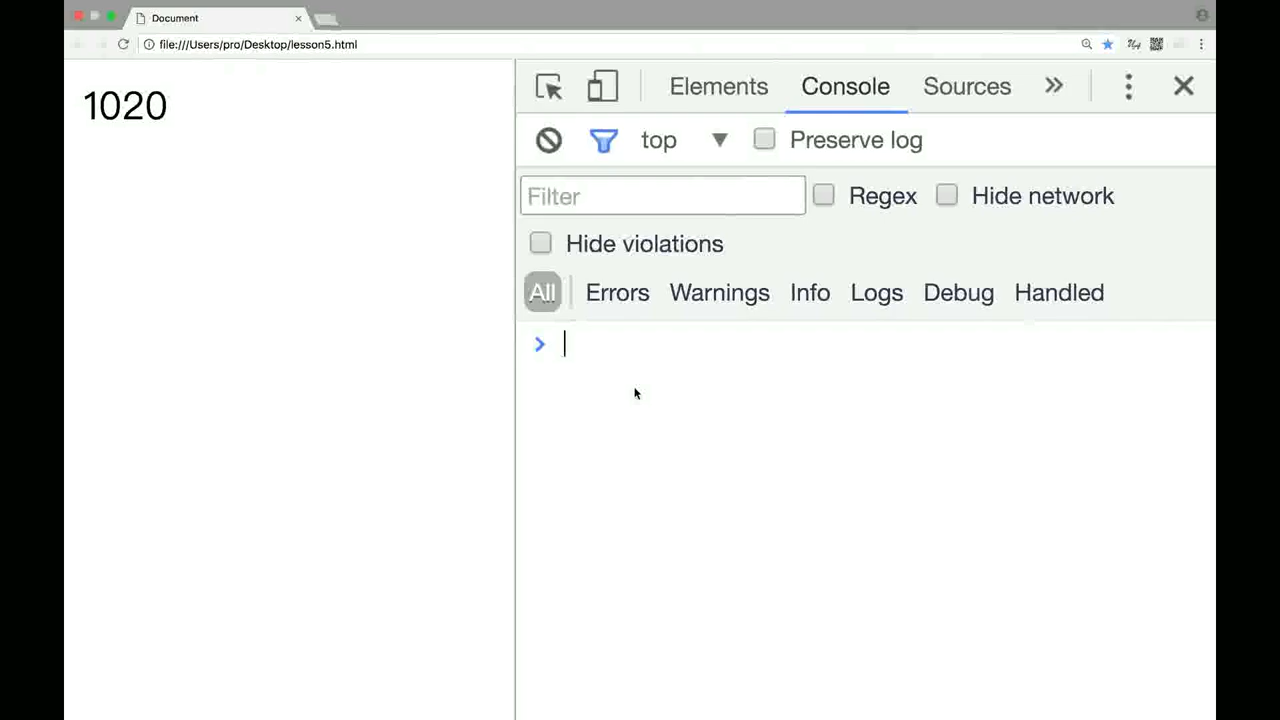 Document
file:///Users/pro/Desktop/lesson5.html
1020
Elements Console Sources
top Preserve log
Filter Regex Hide network
Hide violations
All Errors Warnings Info Logs Debug Handled